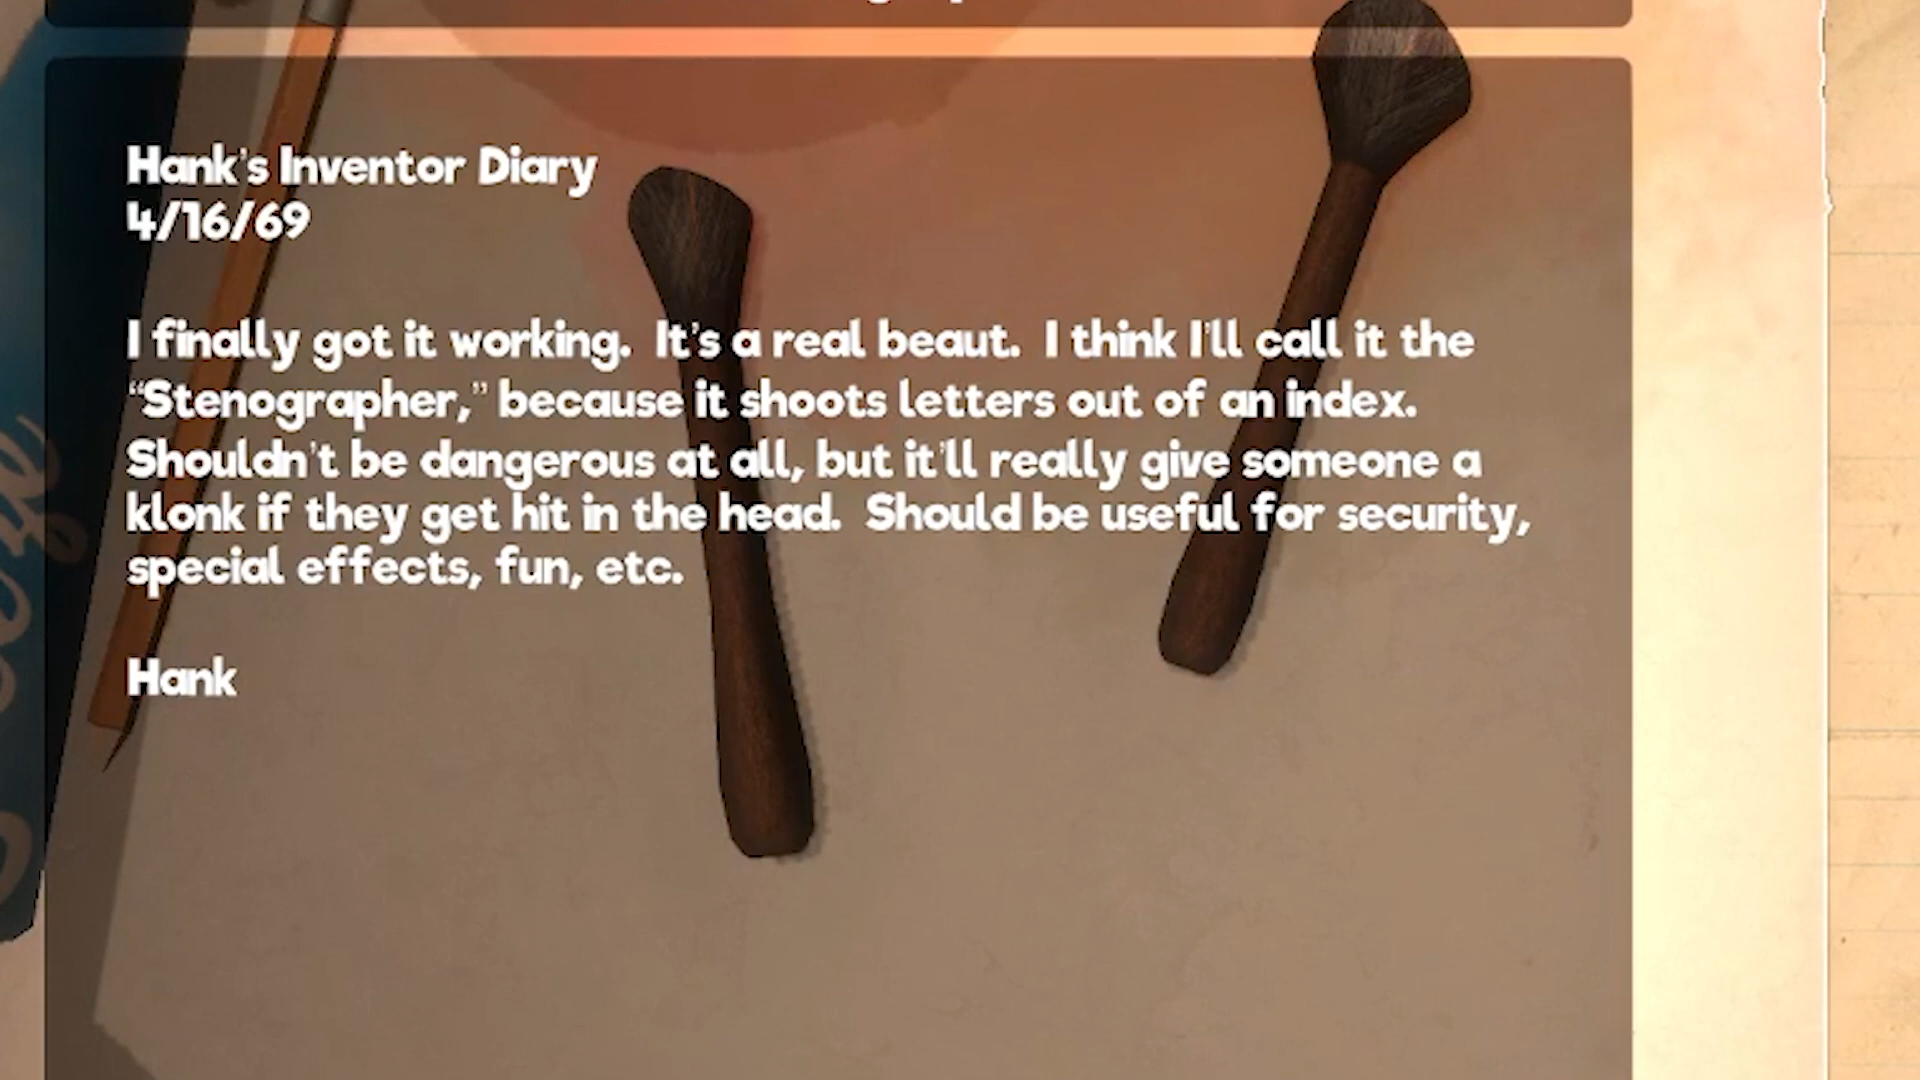 Hank's Inventor Diary
4/16/69
I finally got it working.  It's a real beaut.  I think I'll call it the
“Stenographer,” because it shoots letters out of an index.
Shouldn't be dangerous at all, but it'll really give someone a
klonk if they get hit in the head.  Should be useful for security,
special effects, fun, etc.
Hank